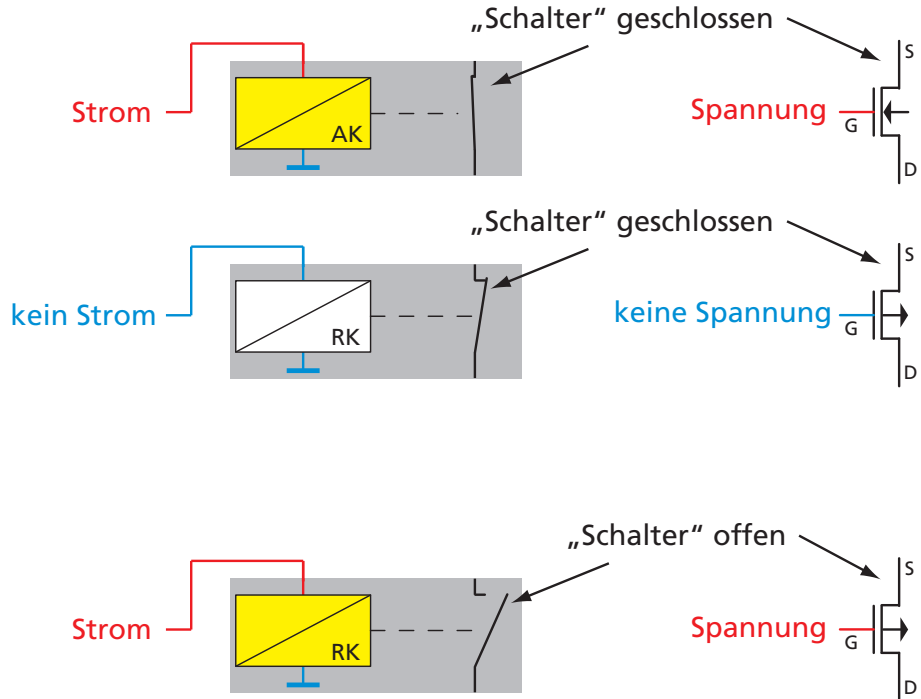 „Schalter“ geschlossen
S
Strom
AK
Spannung
G
D
„Schalter“ geschlossen
S
kein Strom
RK
keine Spannung
G
D
„Schalter“ offen
S
Strom
RK
Spannung
G
D